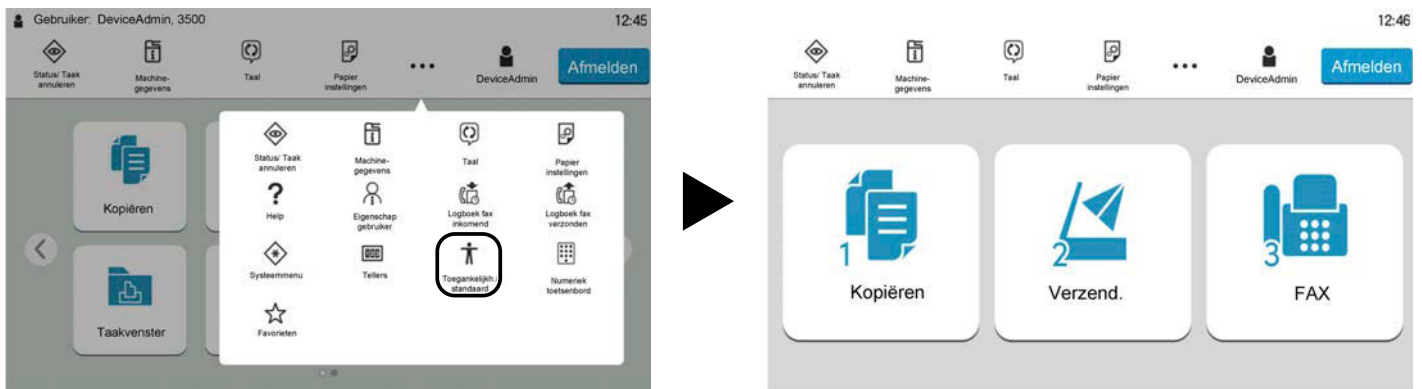 Gebruiker: DeviceAdmin, 3500
12:45
Status/ Taak
annuleren
Machine-
gegevens
Taal
Papier
instellingen
DeviceAdmin
Afmelden
Kopiëren
Taakvenster
Status/ Taak
annuleren
Machine-
gegevens
Taal
Papier
instellingen
Help
Eigenschap
gebruiker
Logboek fax
inkomend
Logboek fax
verzonden
Systeemmenu
Tellers
Toegankelijkh.:
standaard
Numeriek
toetsenbord
Favorieten
12:46
Status/ Taak
annuleren
Machine-
gegevens
Taal
Papier
instellingen
DeviceAdmin
Afmelden
1
Kopiëren
2
Verzend.
3
FAX